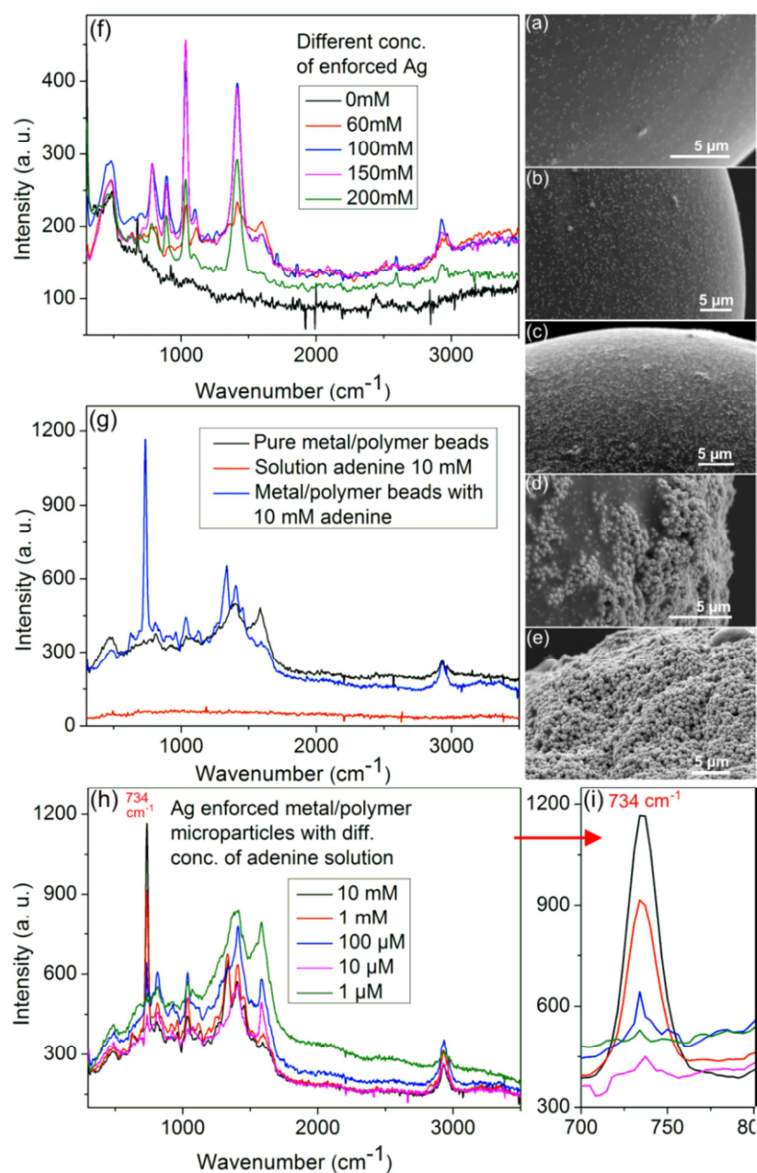 (f)
Different conc.
of enforced Ag
0mM
60mM
100mM
150mM
200mM
400
300
200
100
Intensity (a. u.)
1000 2000 3000
Wavenumber (cm⁻¹)
(a)
5 µm
(b)
5 µm
(c)
5 µm
(d)
5 µm
(e)
5 µm
(g)
Pure metal/polymer beads
Solution adenine 10 mM
Metal/polymer beads with
10 mM adenine
1200
900
600
300
0
Intensity (a. u.)
1000 2000 3000
Wavenumber (cm⁻¹)
(h)
734
cm⁻¹
Ag enforced metal/polymer
microparticles with diff.
conc. of adenine solution
10 mM
1 mM
100 µM
10 µM
1 µM
1200
900
600
300
Intensity (a. u.)
1000 2000 3000
Wavenumber (cm⁻¹)
(i)
734 cm⁻¹
1200
900
600
300
700 750 80